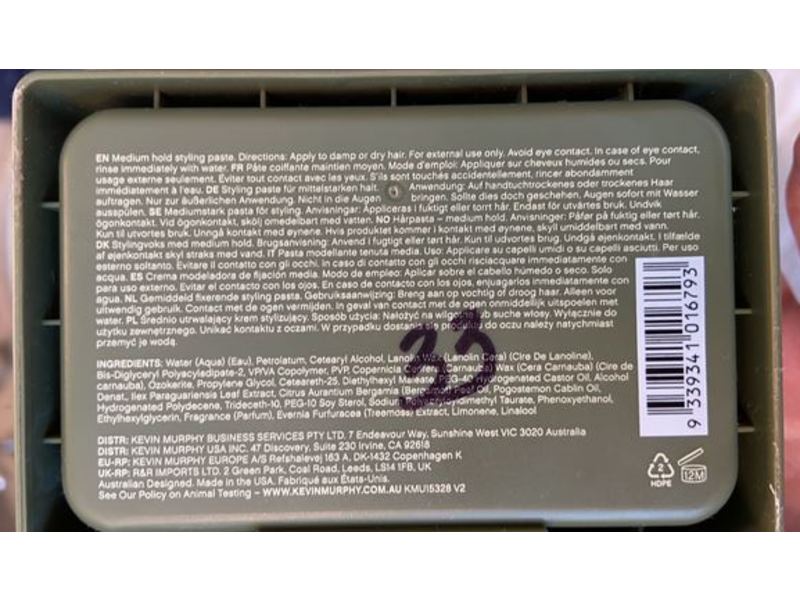 EN Medium hold styling paste. Directions: Apply to damp or dry hair. For external use only. Avoid eye contact. In case of eye contact,
rinse immediately with water. FR Pâte coiffante maintien moyen. Mode d'emploi: Appliquer sur cheveux humides ou secs. Pour
usage externe seulement. Éviter tout contact avec les yeux. S'ils sont touchés accidentellement, rincer abondamment
immédiatement à l'eau. DE Styling paste für mittelstarken halt. Anwendung: Auf handtuchtrockenes oder trockenes Haar
auftragen. Nur zur äußerlichen Anwendung. Nicht in die Augen bringen. Sollte dies doch geschehen, Augen sofort mit Wasser
ausspülen. SE Mediumstark pasta för styling. Anvisningar: Appliceras i fuktigt eller torrt hår. Endast för utvärtes bruk. Undvik
ögonkontakt. Vid ögonkontakt, skölj omedelbart med vatten. NO Hårpasta – medium hold. Anvisninger: Påfør på fuktig eller tørt hår.
Kun til utvortes bruk. Unngå kontakt med øynene. Hvis produktet kommer i kontakt med øynene, skyll umiddelbart med vann.
DK Stylingvoks med medium hold. Brugsanvisning: Anvend i fugtigt eller tørt hår. Kun til udvortes brug. Undgå øjenkontakt. I tilfælde
af øjenkontakt skyl straks med vand. IT Pasta modellante tenuta media. Uso: Applicare su capelli umidi o su capelli asciutti. Per uso
esterno soltanto. Evitare il contatto con gli occhi. In caso di contatto con gli occhi risciacquare immediatamente con
acqua. ES Crema modeladora de fijación media. Modo de empleo: Aplicar sobre el cabello húmedo o seco. Solo
para uso externo. Evitar el contacto con los ojos. En caso de contacto con los ojos, enjuagar inmediatamente con
agua. NL Gemiddeld fixerende styling pasta. Gebruiksaanwijzing: Breng aan op vochtig of droog haar. Alleen voor
uitwendig gebruik. Contact met de ogen vermijden. In geval van contact met de ogen onmiddellijk uitspoelen met
water. PL Średnio utrwalający krem stylizujący. Sposób użycia: Nałożyć na wilgotne lub suche włosy. Wyłącznie do
użytku zewnętrznego. Unikać kontaktu z oczami. W przypadku dostania się produktu do oczu należy natychmiast
przemyć je wodą.
INGREDIENTS: Water (Aqua) (Eau), Petrolatum, Cetearyl Alcohol, Lanolin Wax (Lanolin Cera) (Cire De Lanoline),
Bis-Diglyceryl Polyacyladipate-2, VP/VA Copolymer, PVP, Copernicia Carnauba Wax (Cera Carnauba) (Cire de
carnauba), Ozokerite, Propylene Glycol, Ceteareth-25, Diethylhexyl Maleate, PEG-40 Hydrogenated Castor Oil, Alcohol
Denat., Ilex Paraguariensis Leaf Extract, Citrus Aurantium Bergamia (Bergamot) Peel Oil, Pogostemon Cablin Oil,
Hydrogenated Polydecene, Trideceth-10, PEG-10 Soy Sterol, Sodium Polyacryldimethyl Taurate, Phenoxyethanol,
Ethylhexylglycerin, Fragrance (Parfum), Evernia Furfuracea (Treemoss) Extract, Limonene, Linalool
33
DISTR: KEVIN MURPHY BUSINESS SERVICES PTY LTD. 7 Endeavour Way, Sunshine West VIC 3020 Australia
DISTR: KEVIN MURPHY USA INC. 47 Discovery, Suite 230 Irvine, CA 92618
EU-RP: KEVIN MURPHY EUROPE A/S Refshalevej 163 A, DK-1432 Copenhagen K
UK-RP: R&R IMPORTS LTD. 2 Green Park, Coal Road, Leeds, LS14 1FB, UK
Australian Designed. Made in the USA. Fabriqué aux États-Unis.
See Our Policy on Animal Testing – WWW.KEVINMURPHY.COM.AU KMU15328 V2
9 339341 016793
2
HDPE
12M